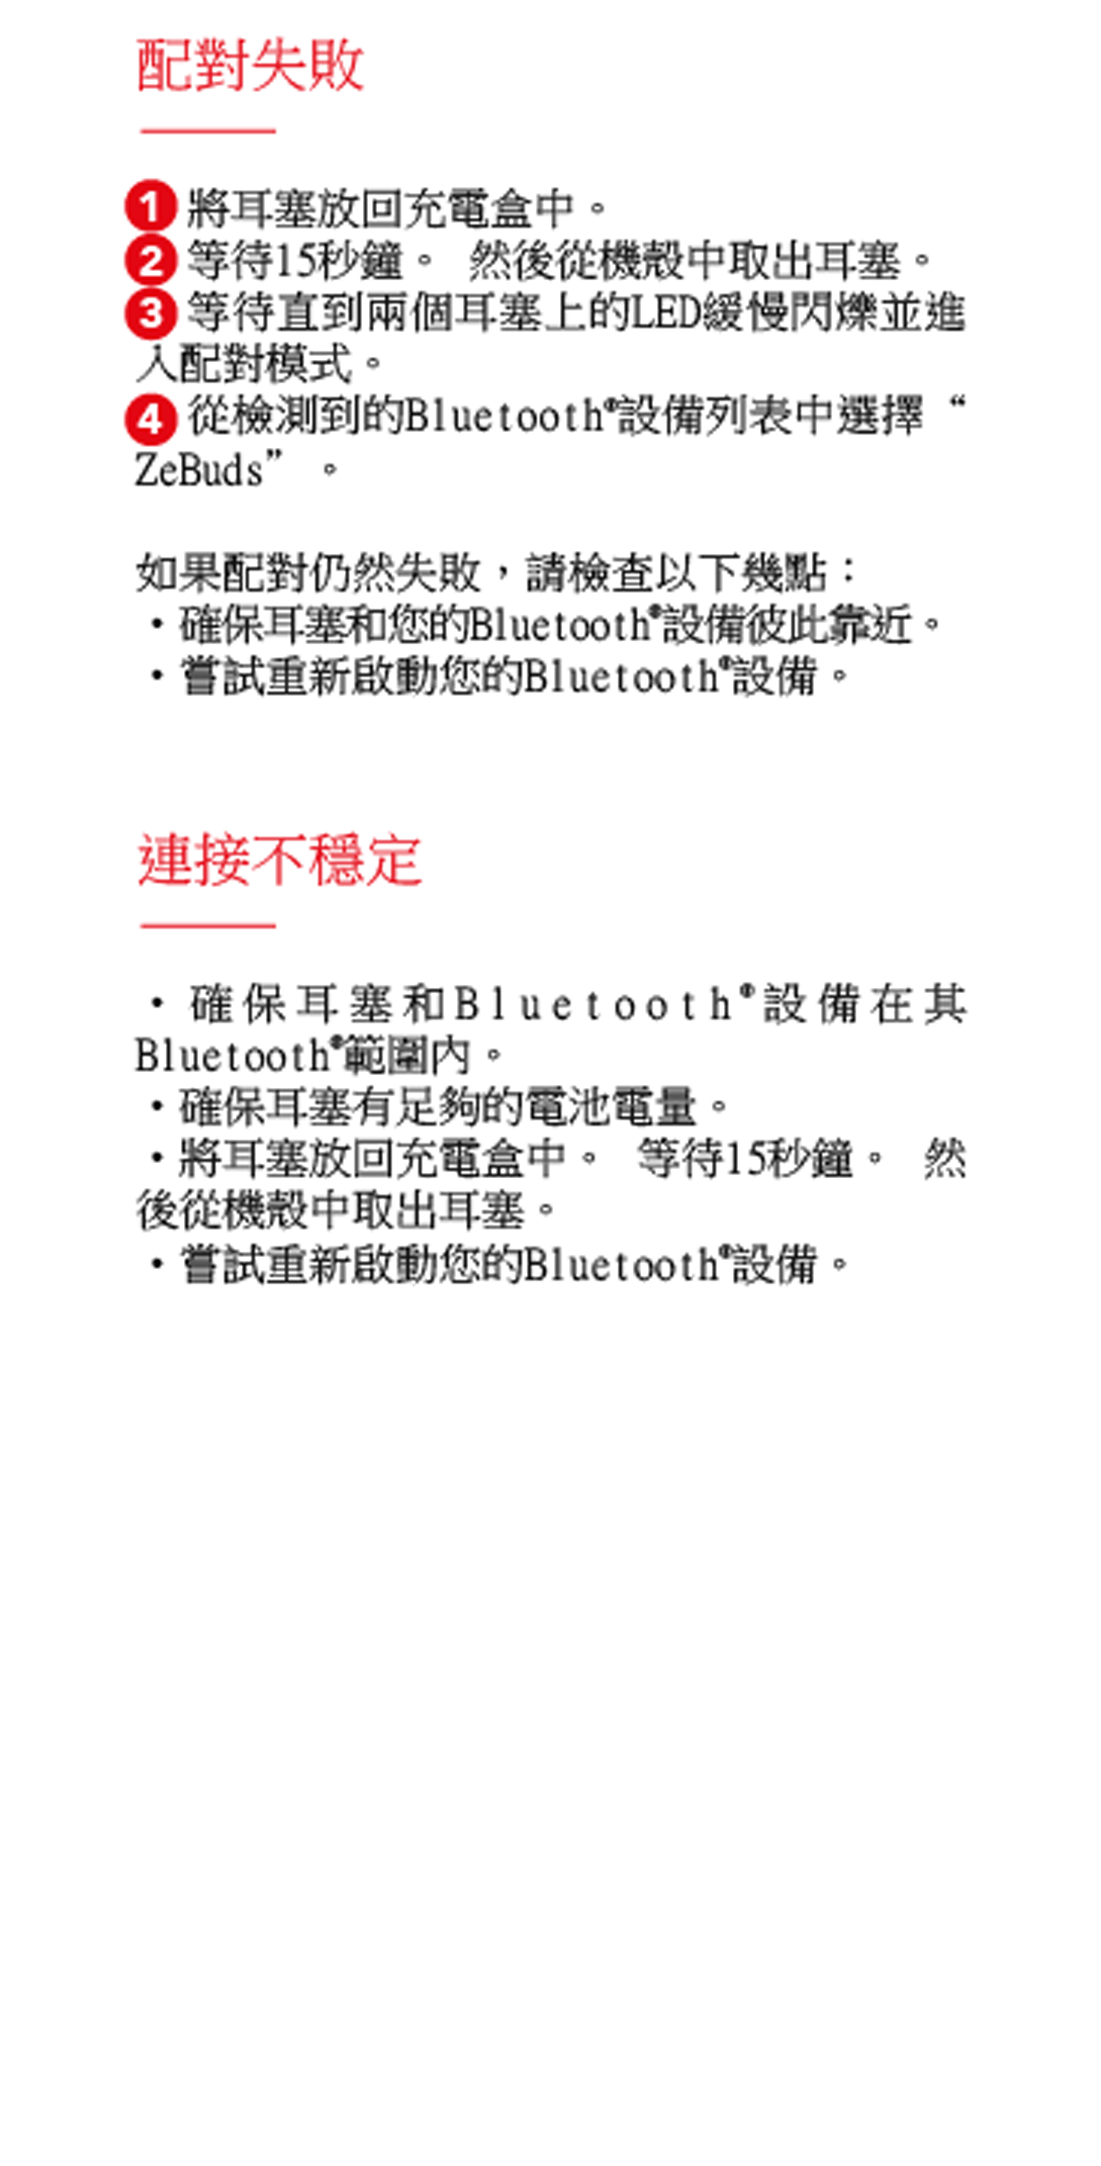 配對失敗
1 將耳塞放回充電盒中。
2 等待15秒鐘。 然後從機殼中取出耳塞。
3 等待直到兩個耳塞上的LED緩慢閃爍並進
入配對模式。
4 從檢測到的Bluetooth®設備列表中選擇“
ZeBuds” 。
如果配對仍然失敗，請檢查以下幾點：
・確保耳塞和您的Bluetooth®設備彼此靠近。
・嘗試重新啟動您的Bluetooth®設備。
連接不穩定
・確保耳塞和Bluetooth®設備在其
Bluetooth®範圍內。
・確保耳塞有足夠的電池電量。
・將耳塞放回充電盒中。 等待15秒鐘。 然
後從機殼中取出耳塞。
・嘗試重新啟動您的Bluetooth®設備。